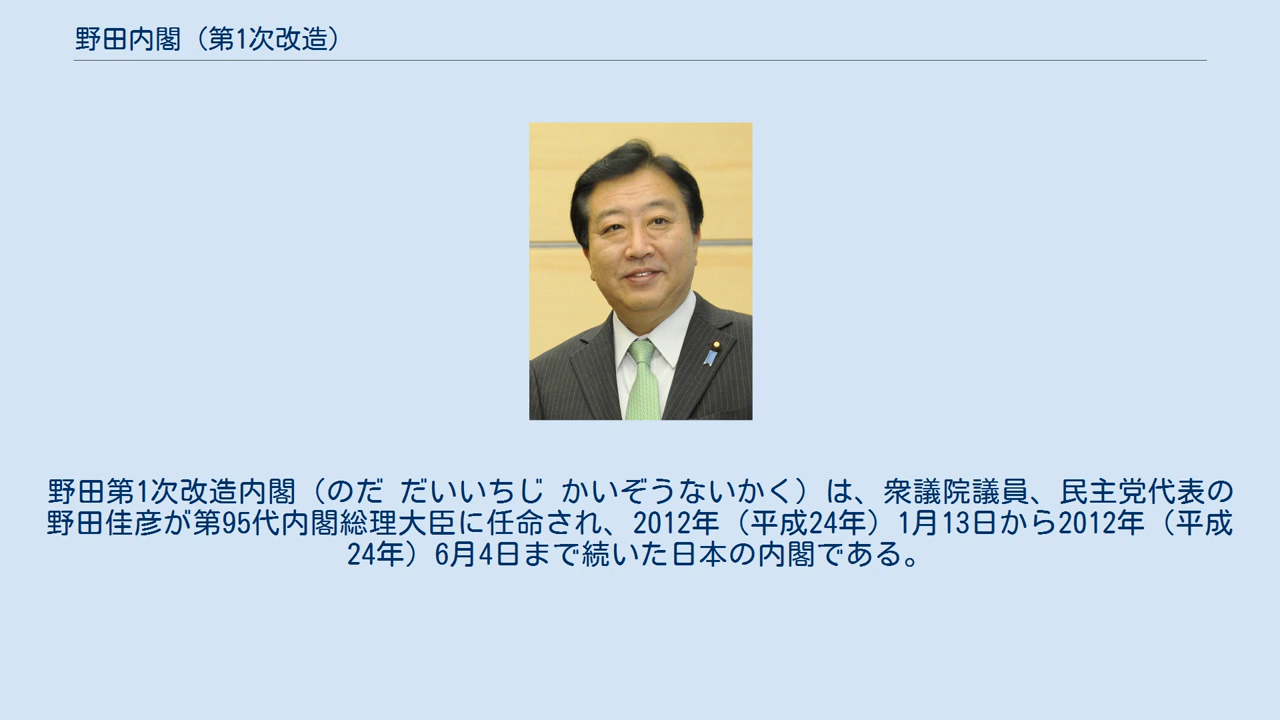 野田内閣（第1次改造）
野田第1次改造内閣（のだ だいいちじ かいぞうないかく）は、衆議院議員、民主党代表の
野田佳彦が第95代内閣総理大臣に任命され、2012年（平成24年）1月13日から2012年（平成
24年）6月4日まで続いた日本の内閣である。